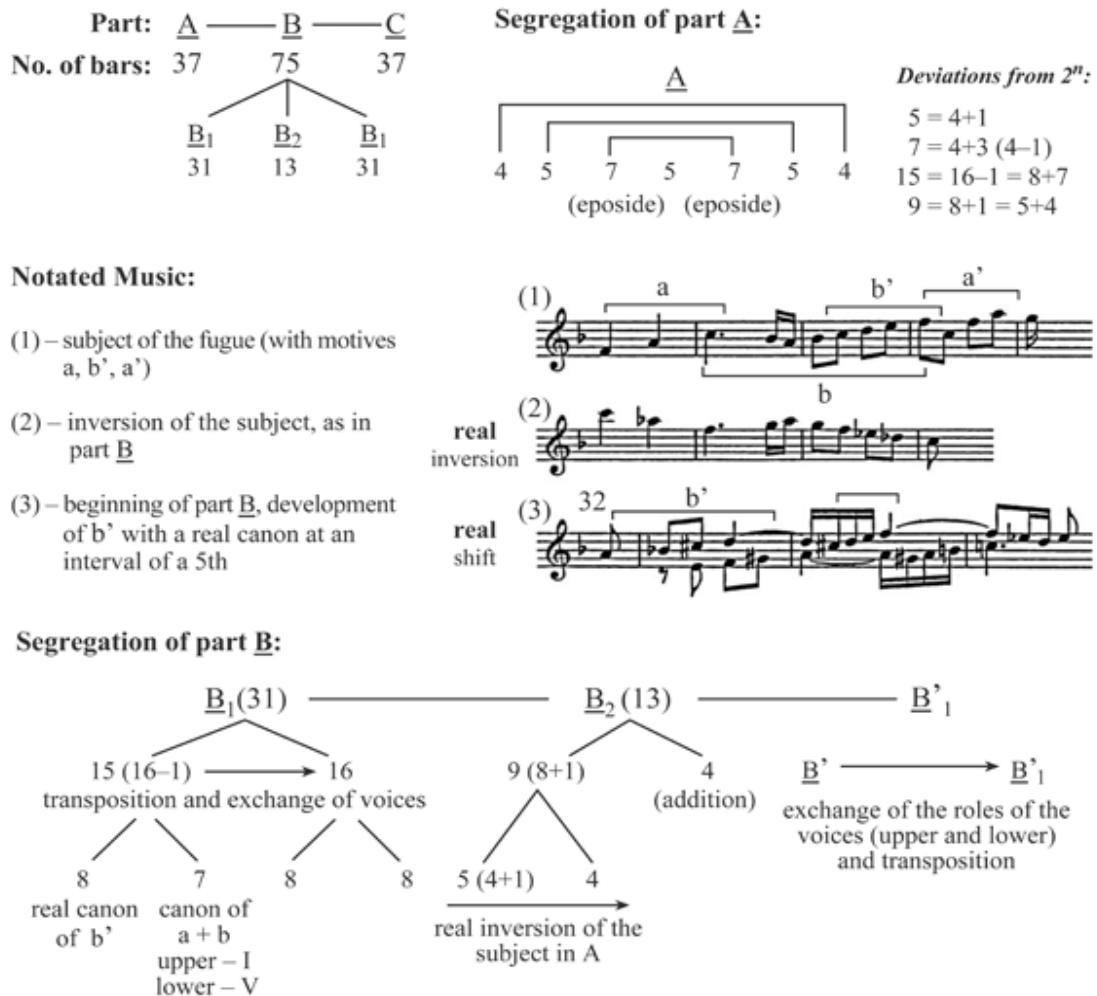 Part: A B C
No. of bars: 37 75 37
B1 B2 B1
31 13 31
Segregation of part A:
A
4 5 7 5 7 5 4
(eposide) (eposide)
Deviations from 2ⁿ:
5 = 4+1
7 = 4+3 (4–1)
15 = 16–1 = 8+7
9 = 8+1 = 5+4
Notated Music:
(1) – subject of the fugue (with motives
a, b’, a’)
(2) – inversion of the subject, as in
part B
(3) – beginning of part B, development
of b’ with a real canon at an
interval of a 5th
(1) a b’ a’
b
(2)
real
inversion
(3) 32 b’
real
shift
Segregation of part B:
B1(31) B2 (13) B’1
15 (16–1) 16
transposition and exchange of voices
8 7 8 8
real canon
of b’
canon of
a + b
upper – I
lower – V
9 (8+1) 4
(addition)
5 (4+1) 4
real inversion of the
subject in A
B’ B’1
exchange of the roles of the
voices (upper and lower)
and transposition